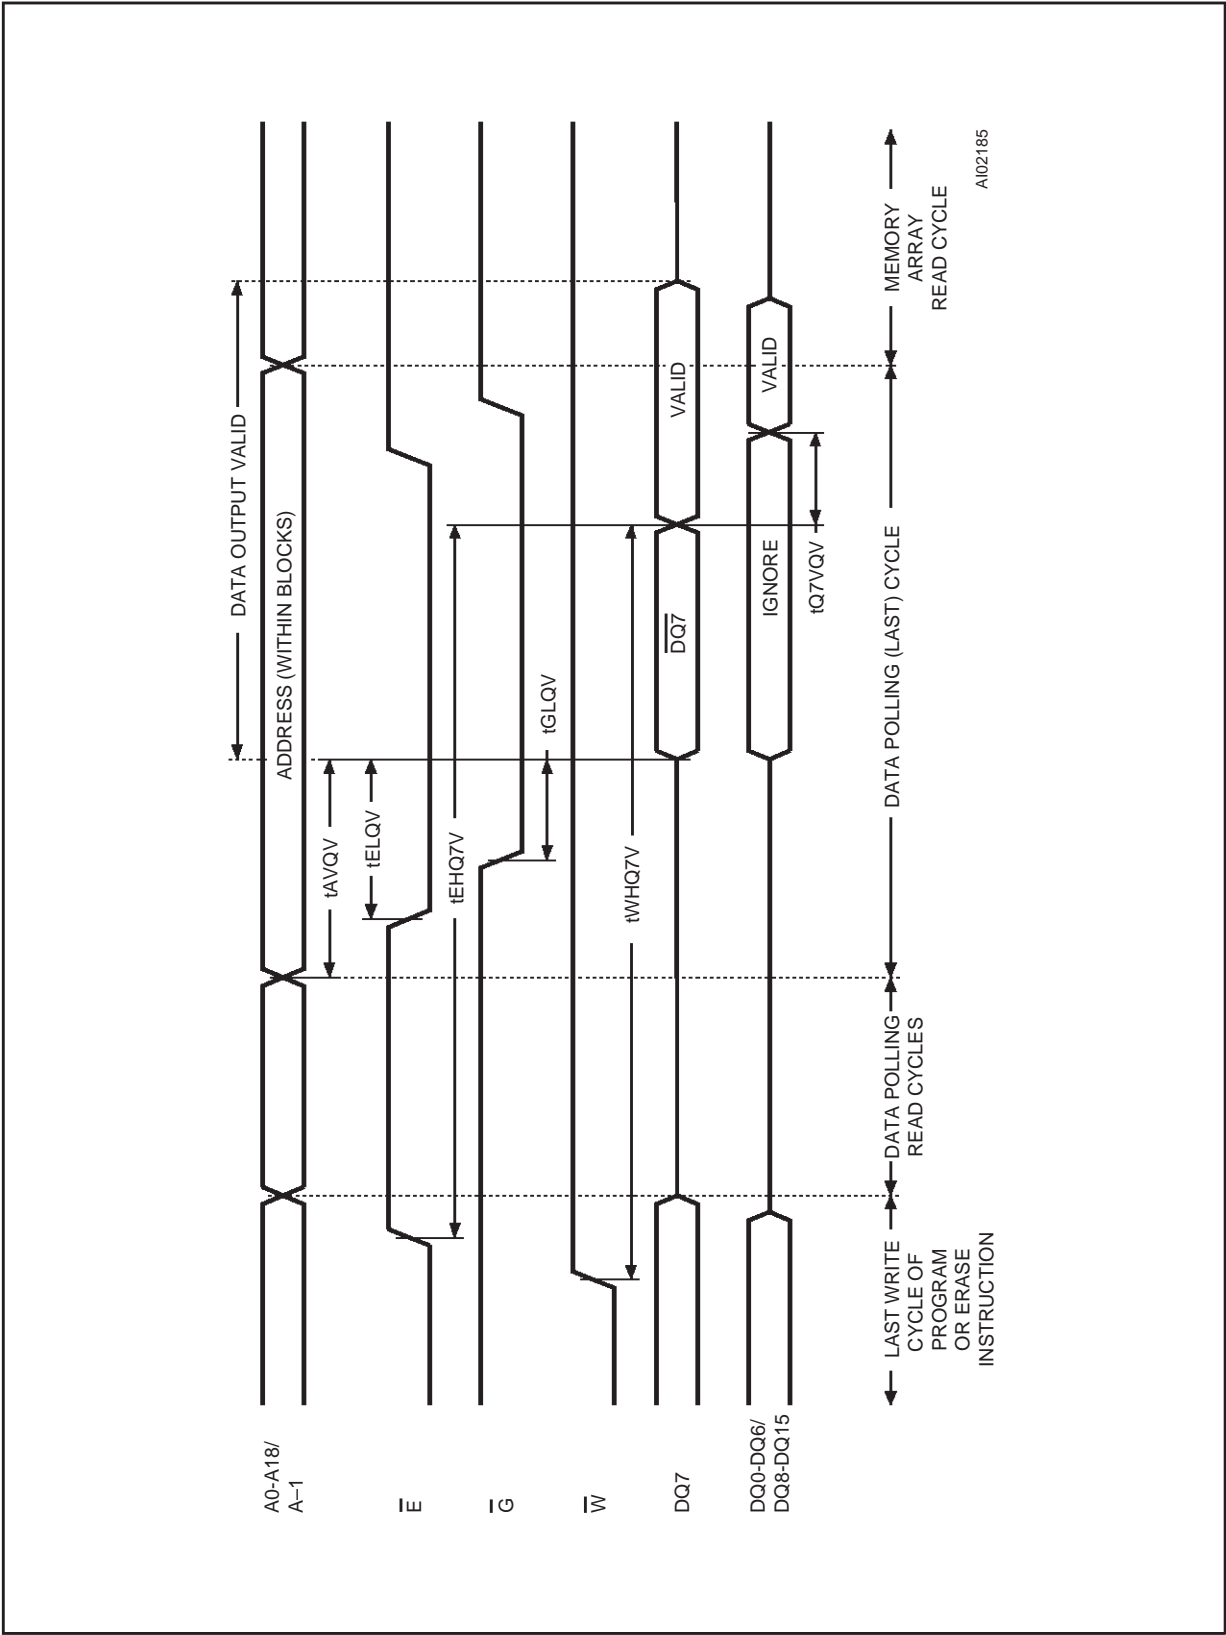 DATA OUTPUT VALID
A0-A18/
A–1
ADDRESS (WITHIN BLOCKS)
tAVQV
tELQV
E̅
tEHQ7V
G̅
tGLQV
W̅
tWHQ7V
DQ7
D̅Q̅7̅
VALID
DQ0-DQ6/
DQ8-DQ15
IGNORE
VALID
tQ7VQV
LAST WRITE
CYCLE OF
PROGRAM
OR ERASE
INSTRUCTION
DATA POLLING
READ CYCLES
DATA POLLING (LAST) CYCLE
MEMORY
ARRAY
READ CYCLE
AI02185